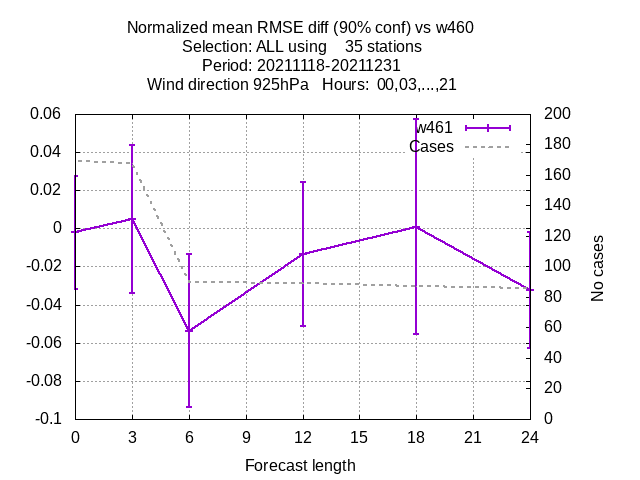 Normalized mean RMSE diff (90% conf) vs w460
Selection: ALL using    35 stations
Period: 20211118-20211231
Wind direction 925hPa   Hours:  00,03,...,21
w461
Cases
0.06
0.04
0.02
0
-0.02
-0.04
-0.06
-0.08
-0.1
200
180
160
140
120
100
80
60
40
20
0
No cases
0 3 6 9 12 15 18 21 24
Forecast length